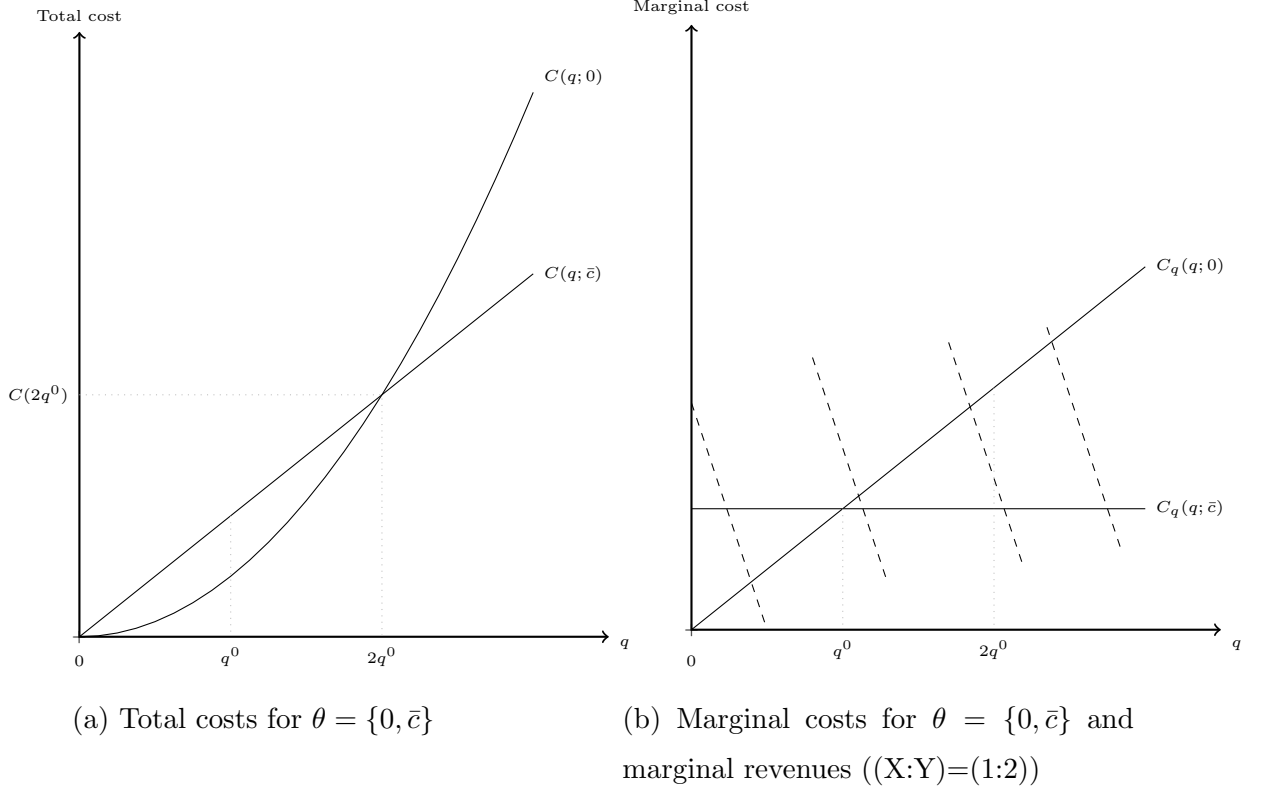 Total cost
C(q; 0)
C(q; c̄)
C(2q⁰)
0
q⁰
2q⁰
q
(a) Total costs for θ = {0, c̄}
Marginal cost
C_q(q; 0)
C_q(q; c̄)
0
q⁰
2q⁰
q
(b) Marginal costs for θ = {0, c̄} and
marginal revenues ((X:Y)=(1:2))